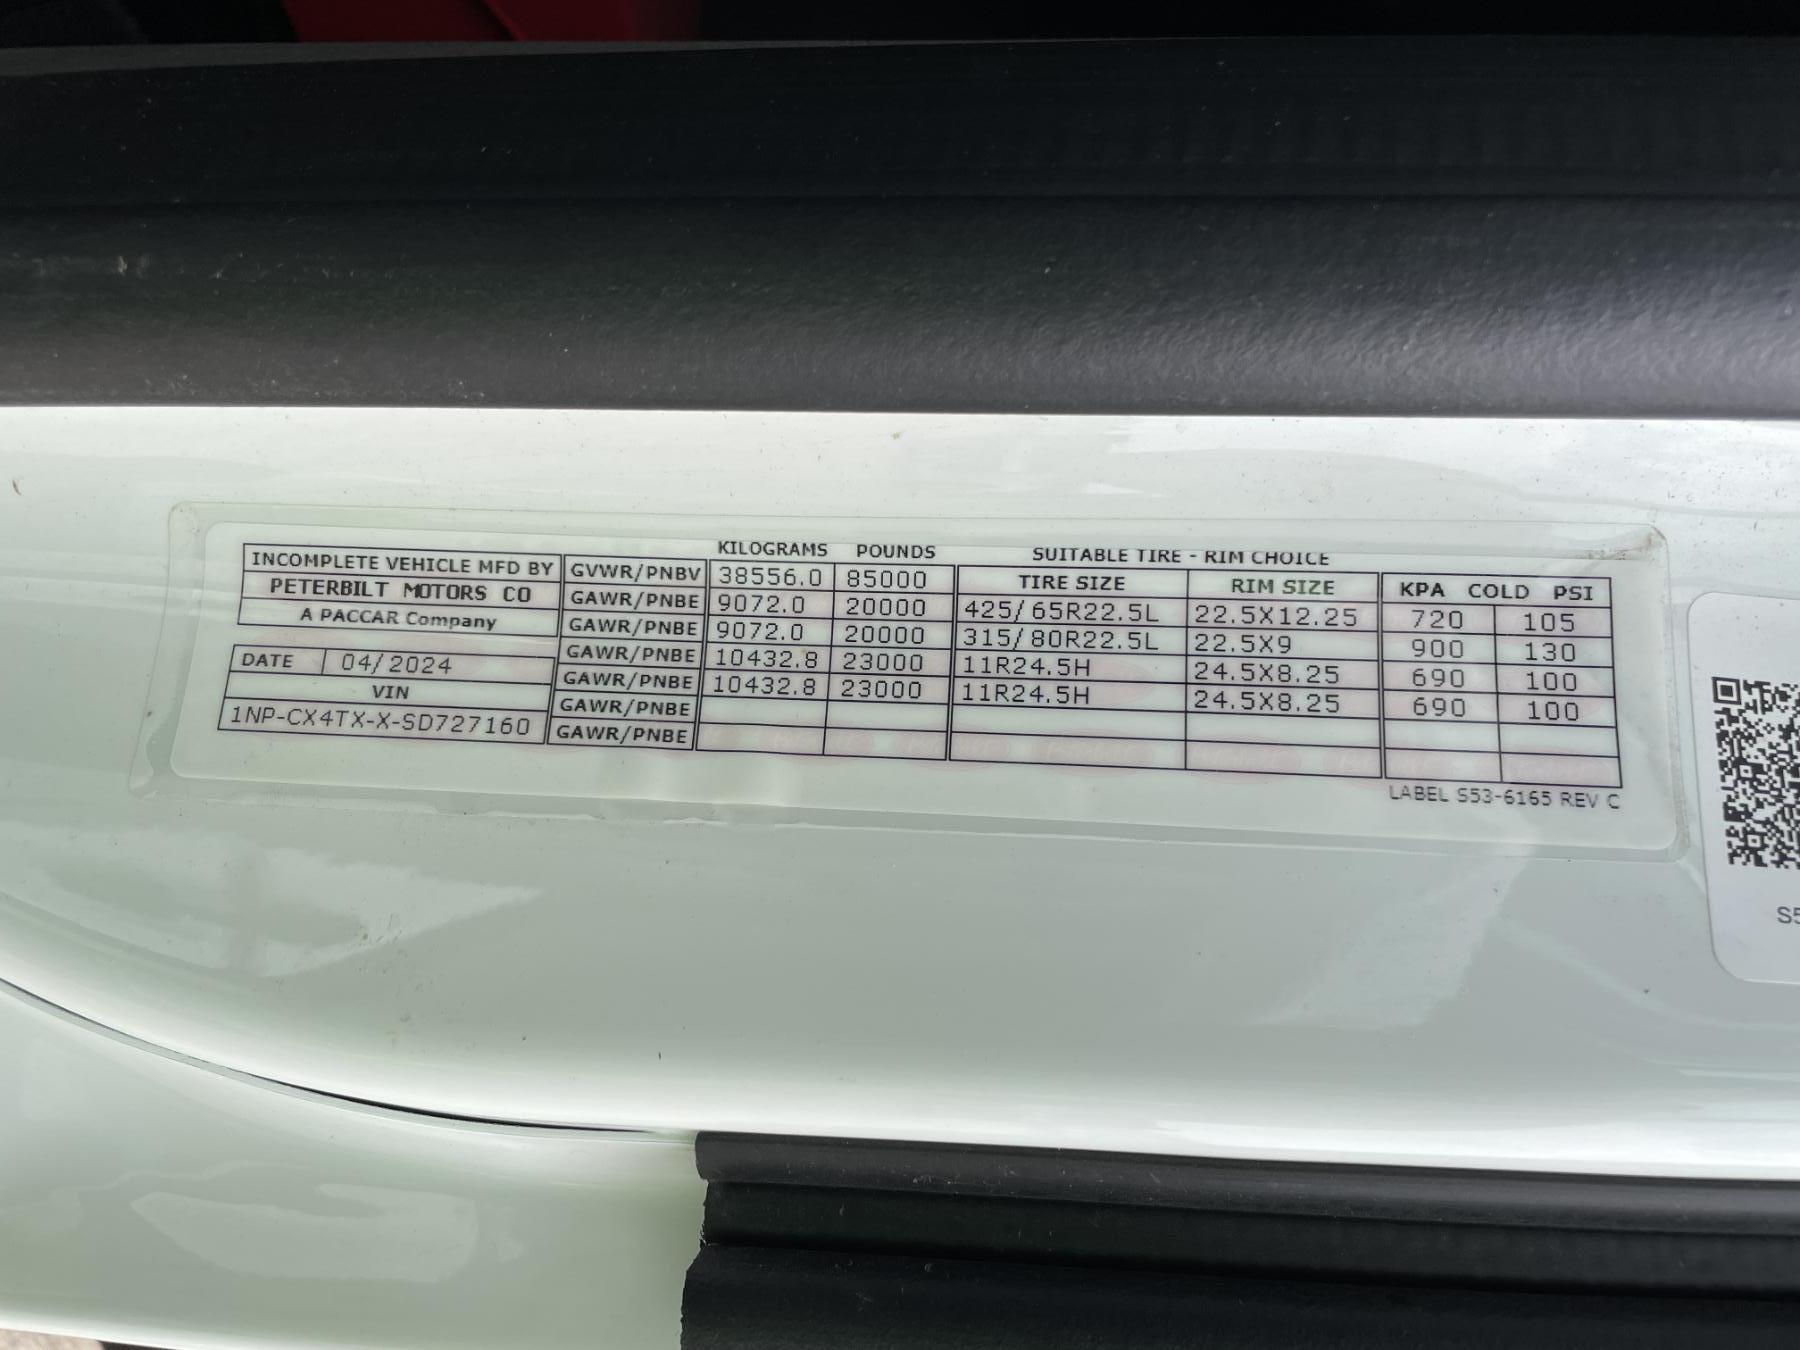 KILOGRAMS POUNDS SUITABLE TIRE - RIM CHOICE
INCOMPLETE VEHICLE MFD BY
PETERBILT MOTORS CO
A PACCAR Company
DATE 04/2024
VIN
1NP-CX4TX-X-SD727160
TIRE SIZE RIM SIZE KPA COLD PSI
GVWR/PNBV 38556.0 85000
GAWR/PNBE 9072.0 20000 425/65R22.5L 22.5X12.25 720 105
GAWR/PNBE 9072.0 20000 315/80R22.5L 22.5X9 900 130
GAWR/PNBE 10432.8 23000 11R24.5H 24.5X8.25 690 100
GAWR/PNBE 10432.8 23000 11R24.5H 24.5X8.25 690 100
GAWR/PNBE
GAWR/PNBE
LABEL S53-6165 REV C